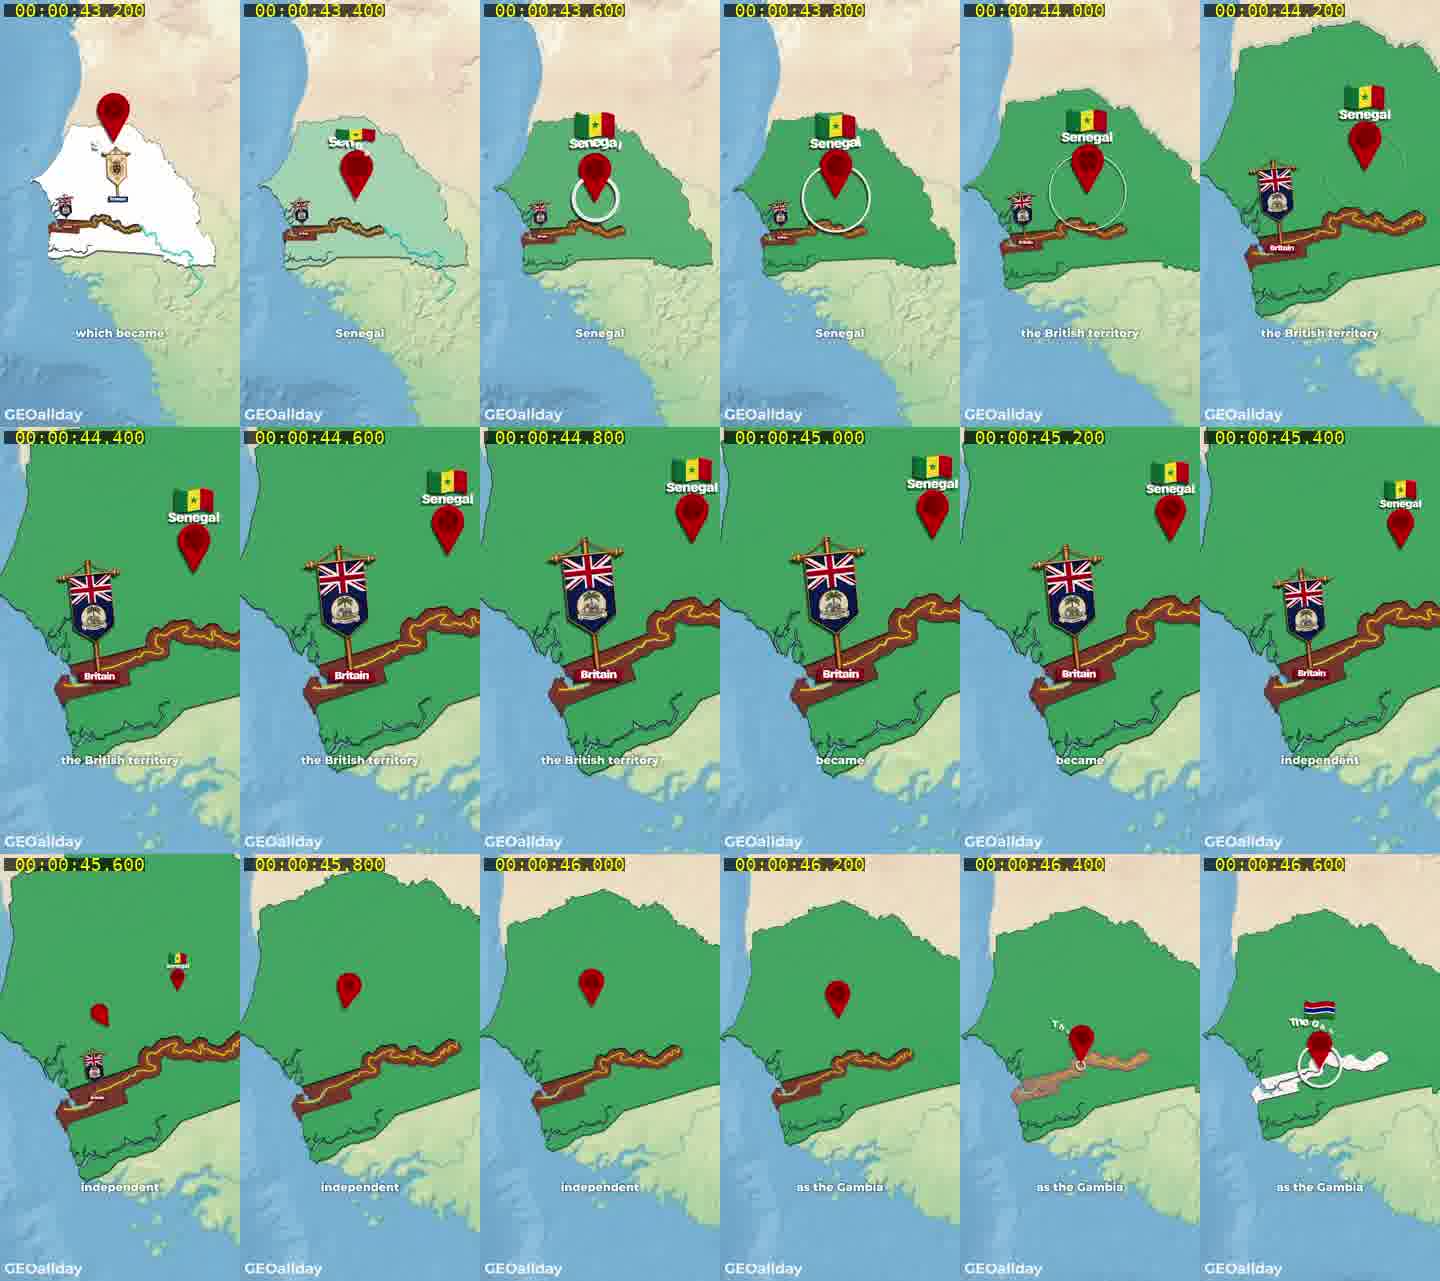 00:00:43.200
which became
GEOallday
00:00:43.400
Senegal
GEOallday
00:00:43.600
Senegal
Senegal
GEOallday
00:00:43.800
Senegal
Senegal
GEOallday
00:00:44.000
Senegal
Britain
the British territory
GEOallday
00:00:44.200
Senegal
Britain
the British territory
GEOallday
00:00:44.400
Senegal
Britain
the British territory
GEOallday
00:00:44.600
Senegal
Britain
the British territory
GEOallday
00:00:44.800
Senegal
Britain
the British territory
GEOallday
00:00:45.000
Senegal
Britain
became
GEOallday
00:00:45.200
Senegal
Britain
became
GEOallday
00:00:45.400
Senegal
Britain
independent
GEOallday
00:00:45.600
Senegal
independent
GEOallday
00:00:45.800
independent
GEOallday
00:00:46.000
independent
GEOallday
00:00:46.200
as the Gambia
GEOallday
00:00:46.400
as the Gambia
GEOallday
00:00:46.600
The Ga
as the Gambia
GEOallday